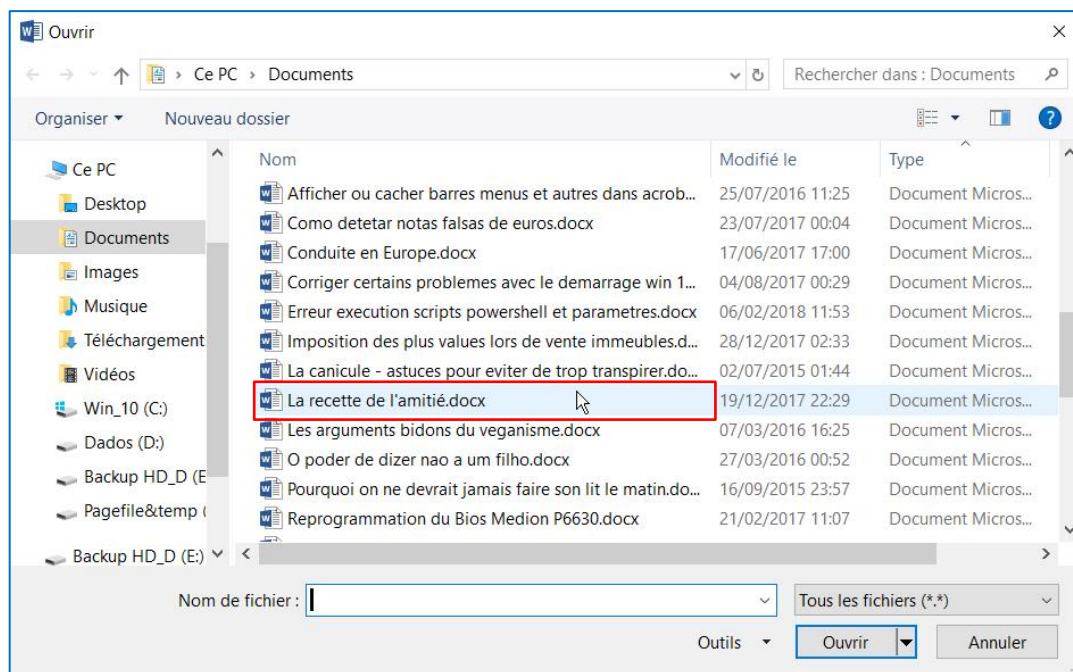 Ouvrir
Ce PC > Documents
Rechercher dans : Documents
Organiser
Nouveau dossier
Nom Modifié le Type
Ce PC
Desktop
Documents
Images
Musique
Téléchargement
Vidéos
Win_10 (C:)
Dados (D:)
Backup HD_D (E
Pagefile&temp (
Backup HD_D (E:)
Afficher ou cacher barres menus et autres dans acrob... 25/07/2016 11:25 Document Micros...
Como detetar notas falsas de euros.docx 23/07/2017 00:04 Document Micros...
Conduite en Europe.docx 17/06/2017 17:00 Document Micros...
Corriger certains problemes avec le demarrage win 1... 04/08/2017 00:29 Document Micros...
Erreur execution scripts powershell et parametres.docx 06/02/2018 11:53 Document Micros...
Imposition des plus values lors de vente immeubles.d... 28/12/2017 02:33 Document Micros...
La canicule - astuces pour eviter de trop transpirer.do... 02/07/2015 01:44 Document Micros...
La recette de l'amitié.docx 19/12/2017 22:29 Document Micros...
Les arguments bidons du veganisme.docx 07/03/2016 16:25 Document Micros...
O poder de dizer nao a um filho.docx 27/03/2016 00:52 Document Micros...
Pourquoi on ne devrait jamais faire son lit le matin.do... 16/09/2015 23:57 Document Micros...
Reprogrammation du Bios Medion P6630.docx 21/02/2017 11:07 Document Micros...
Nom de fichier :
Tous les fichiers (*.*)
Outils
Ouvrir
Annuler